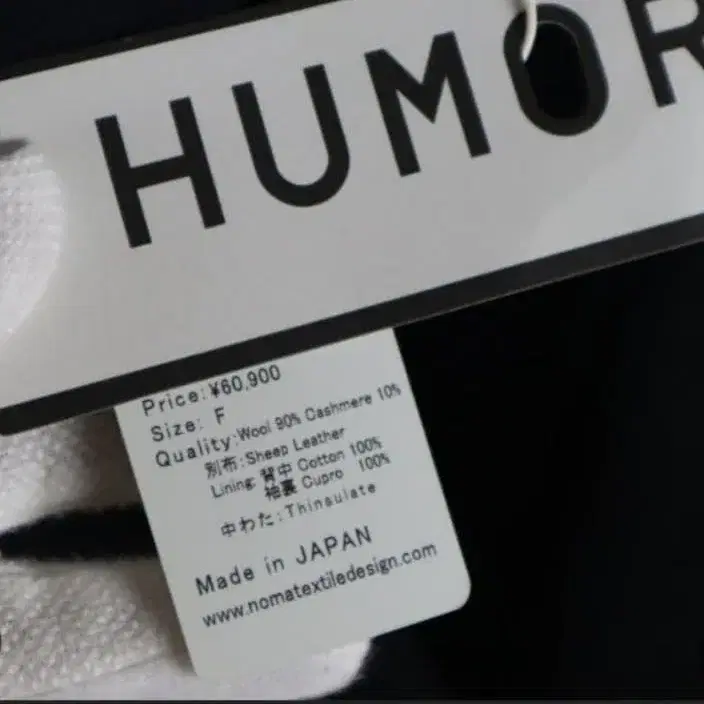 HUMOR
Price:¥60,900
Size: F
Quality:Wool 90% Cashmere 10%
別布:Sheep Leather
Lining: 背中 Cotton 100%
袖裏 Cupro 100%
中わた:Thinsulate
Made in JAPAN
www.nomatextiledesign.com